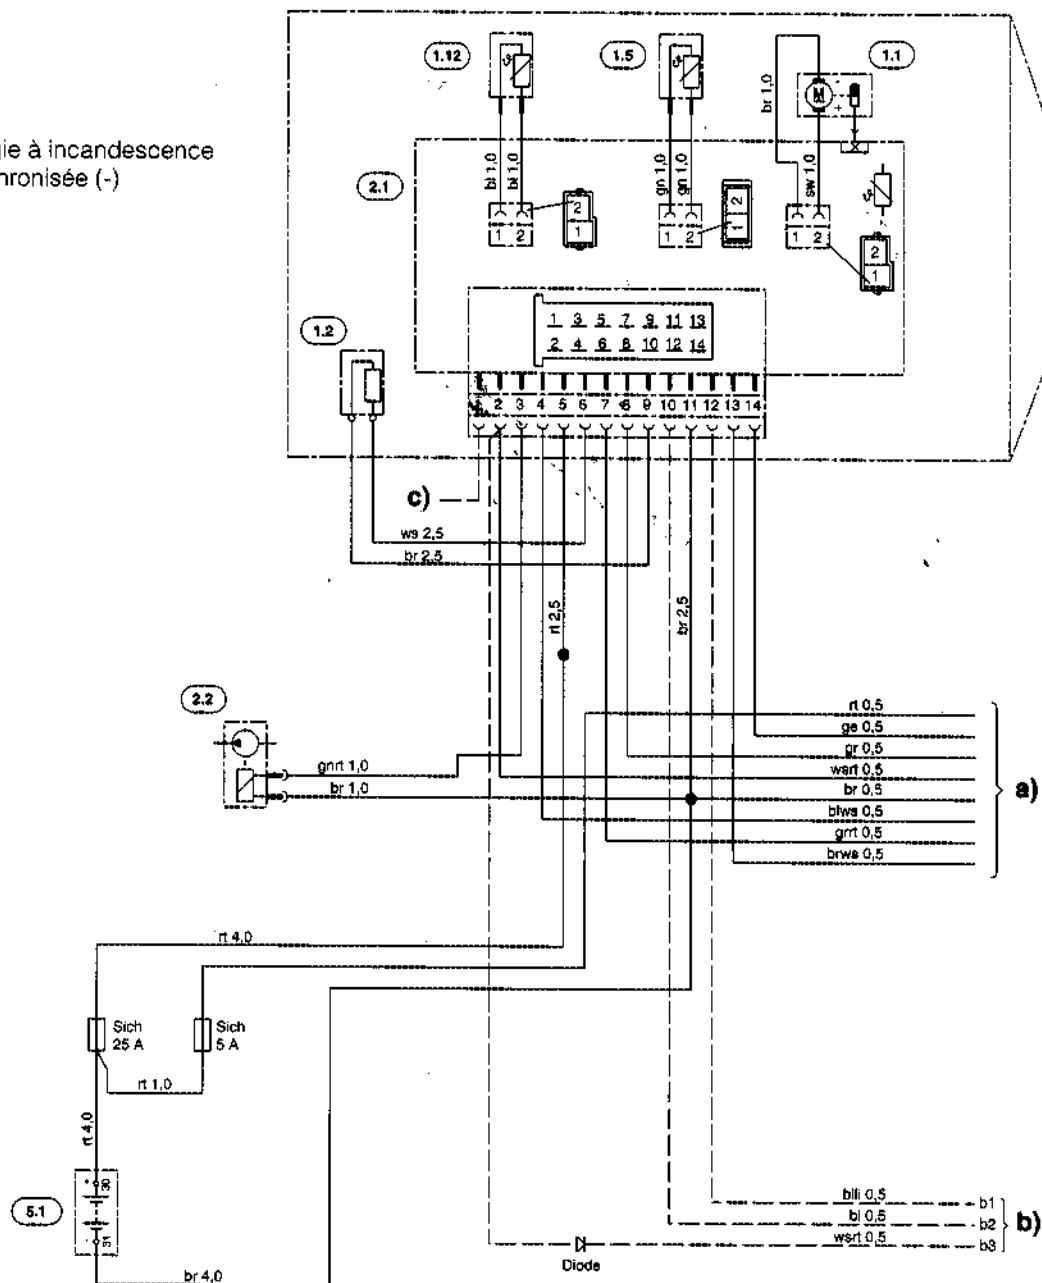 1.12
1.5
1.1
gie à incandescence
hronisée (-)
2.1
br 1,0
bl 1,0
bl 1,0
gn 1,0
gn 1,0
sw 1,0
M
- +
1 2
2
1
1 2
2
1
1 2
2
1
1.2
1 3 5 7 9 11 13
2 4 6 8 10 12 14
2 3 4 5 6 7 8 9 10 11 12 13 14
c)
ws 2,5
br 2,5
rt 2,5
br 2,5
2.2
rt 0,5
ge 0,5
gr 0,5
gnrt 1,0
wsrt 0,5
br 1,0
br 0,5
a)
blws 0,5
grrt 0,5
brws 0,5
rt 4,0
Sich
25 A
Sich
5 A
rt 1,0
rt 4,0
5.1
30
31
blli 0,5
b1
bl 0,5
b2
b)
wsrt 0,5
b3
Diode
br 4,0